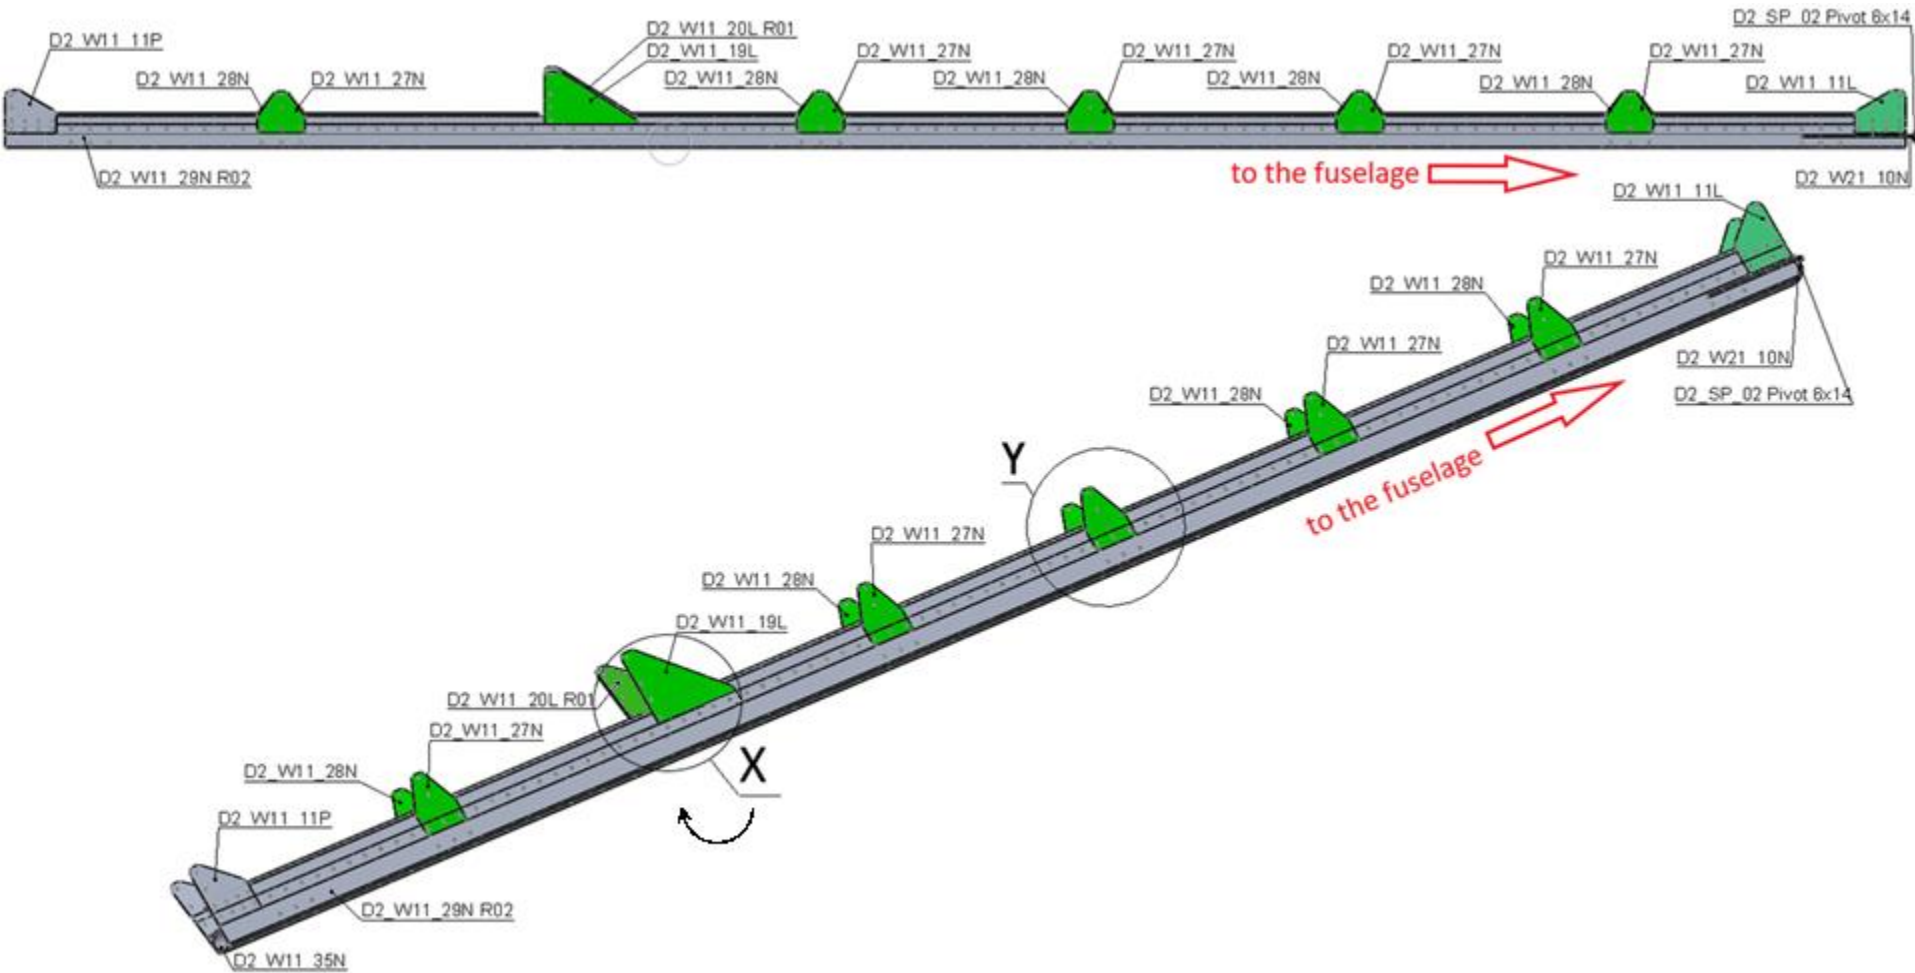 D2_SP_02 Pivot 6x14
D2_W11_20L R01
D2_W11_11P
D2_W11_19L
D2_W11_27N
D2_W11_27N
D2_W11_27N
D2_W11_27N
D2_W11_28N
D2_W11_27N
D2_W11_28N
D2_W11_28N
D2_W11_28N
D2_W11_28N
D2_W11_11L
D2_W11_29N R02
to the fuselage
D2_W21_10N
D2_W11_11L
D2_W11_27N
D2_W11_28N
D2_W11_27N
D2_W21_10N
D2_W11_28N
D2_SP_02 Pivot 6x14
Y
to the fuselage
D2_W11_27N
D2_W11_28N
D2_W11_19L
D2_W11_20L R01
D2_W11_27N
X
D2_W11_28N
D2_W11_11P
D2_W11_29N R02
D2_W11_35N